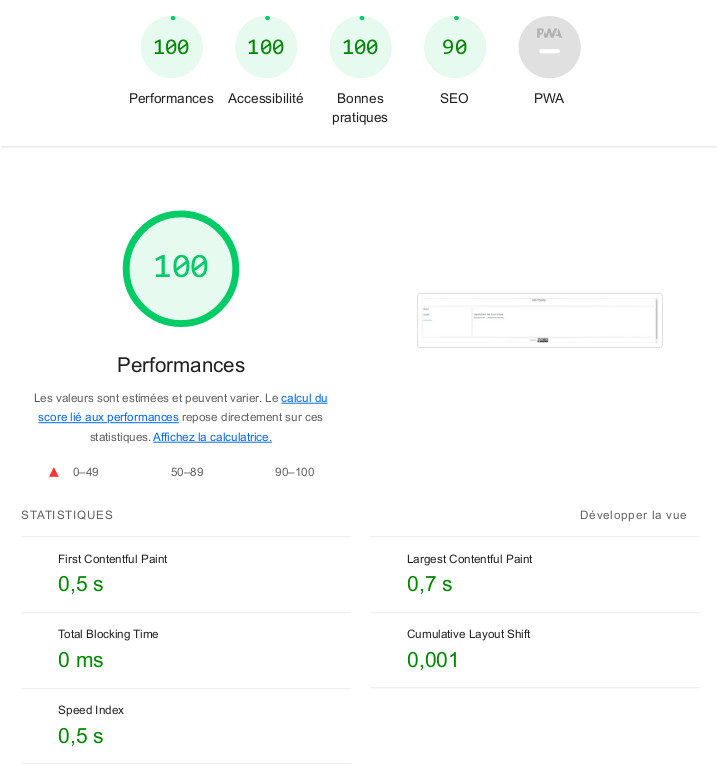 100
100
100
90
PWA
Performances
Accessibilité
Bonnes
pratiques
SEO
PWA
100
Performances
Les valeurs sont estimées et peuvent varier. Le calcul du
score lié aux performances repose directement sur ces
statistiques. Affichez la calculatrice.
0–49
50–89
90–100
STATISTIQUES
Développer la vue
First Contentful Paint
0,5 s
Largest Contentful Paint
0,7 s
Total Blocking Time
0 ms
Cumulative Layout Shift
0,001
Speed Index
0,5 s